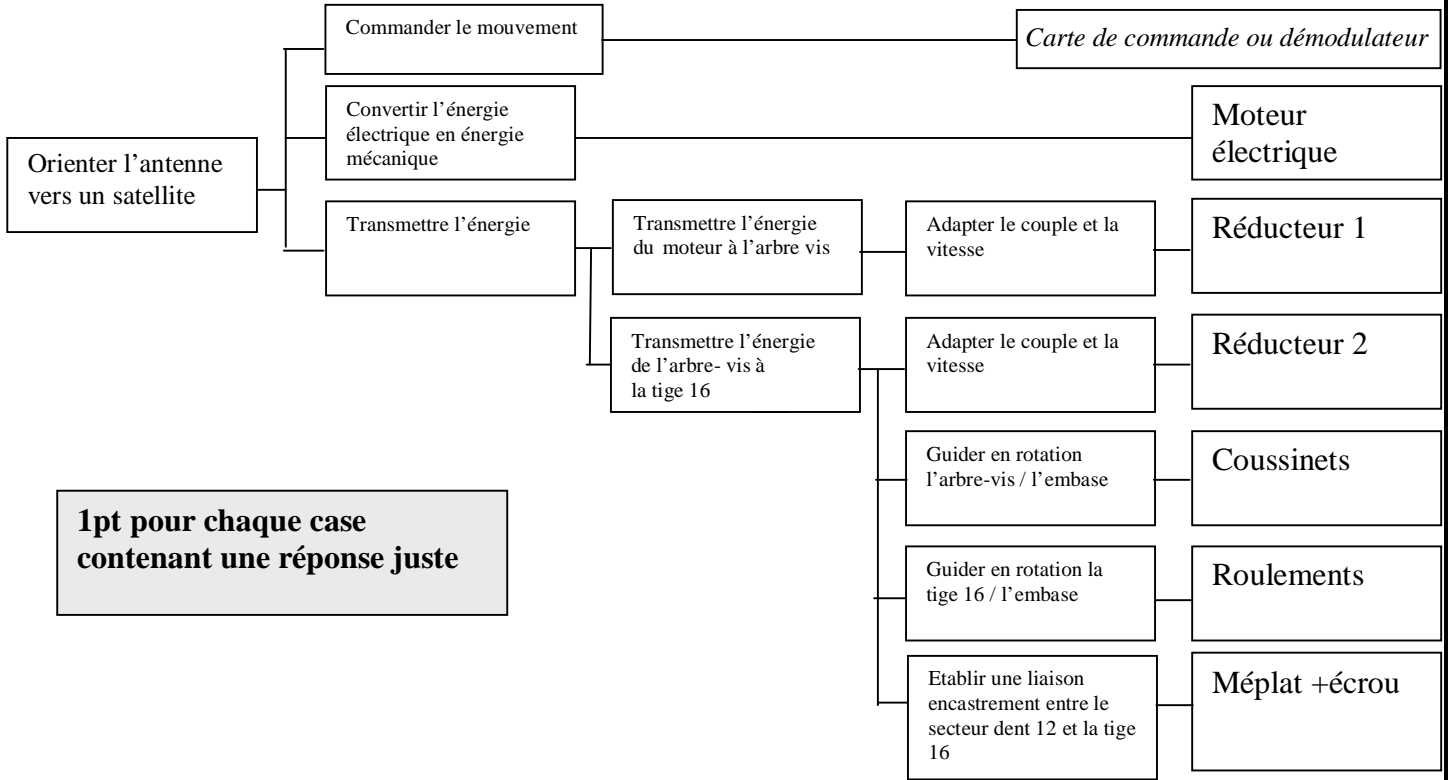 Commander le mouvement
Carte de commande ou démodulateur
Convertir l’énergie
électrique en énergie
mécanique
Moteur
électrique
Orienter l’antenne
vers un satellite
Transmettre l’énergie
Transmettre l’énergie
du moteur à l’arbre vis
Adapter le couple et la
vitesse
Réducteur 1
Transmettre l’énergie
de l’arbre- vis à
la tige 16
Adapter le couple et la
vitesse
Réducteur 2
Guider en rotation
l’arbre-vis / l’embase
Coussinets
1pt pour chaque case
contenant une réponse juste
Guider en rotation la
tige 16 / l’embase
Roulements
Etablir une liaison
encastrement entre le
secteur dent 12 et la tige
16
Méplat +écrou